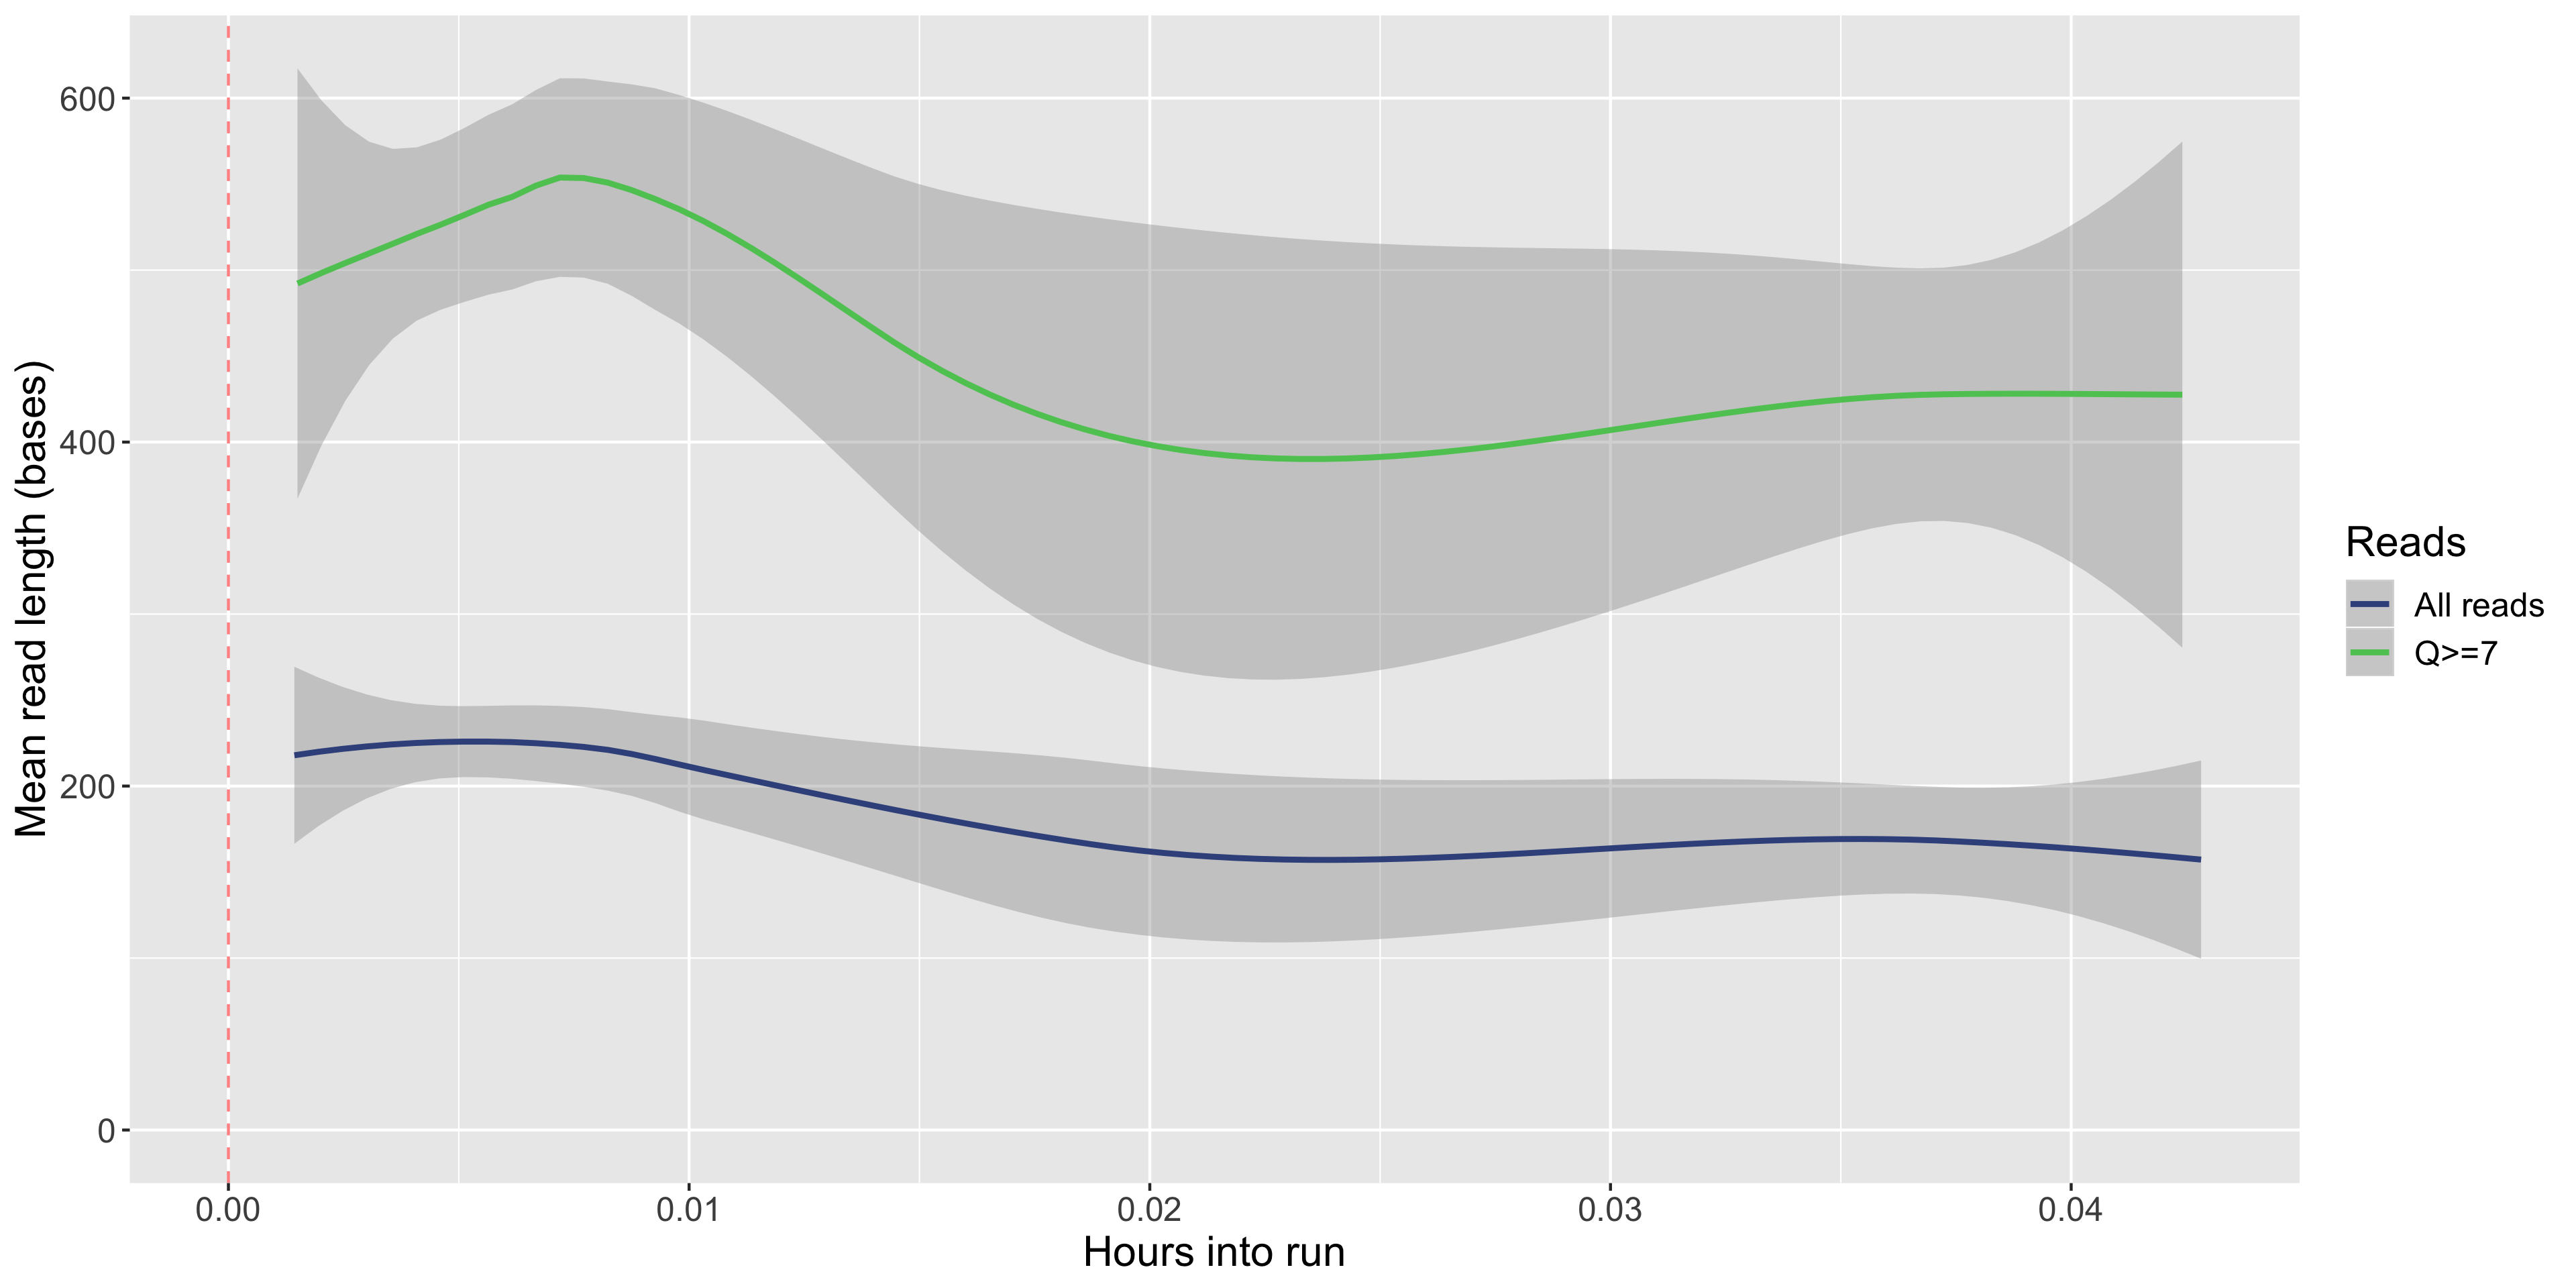 Mean read length (bases)
600
400
200
0
0.00 0.01 0.02 0.03 0.04
Hours into run
Reads
All reads
Q>=7